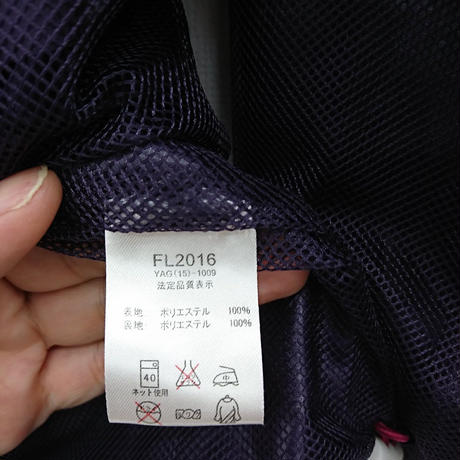 FL2016
YAG(15)-1009
法定品質表示
表地: ポリエステル 100%
裏地: ポリエステル 100%
40 中
ネット使用